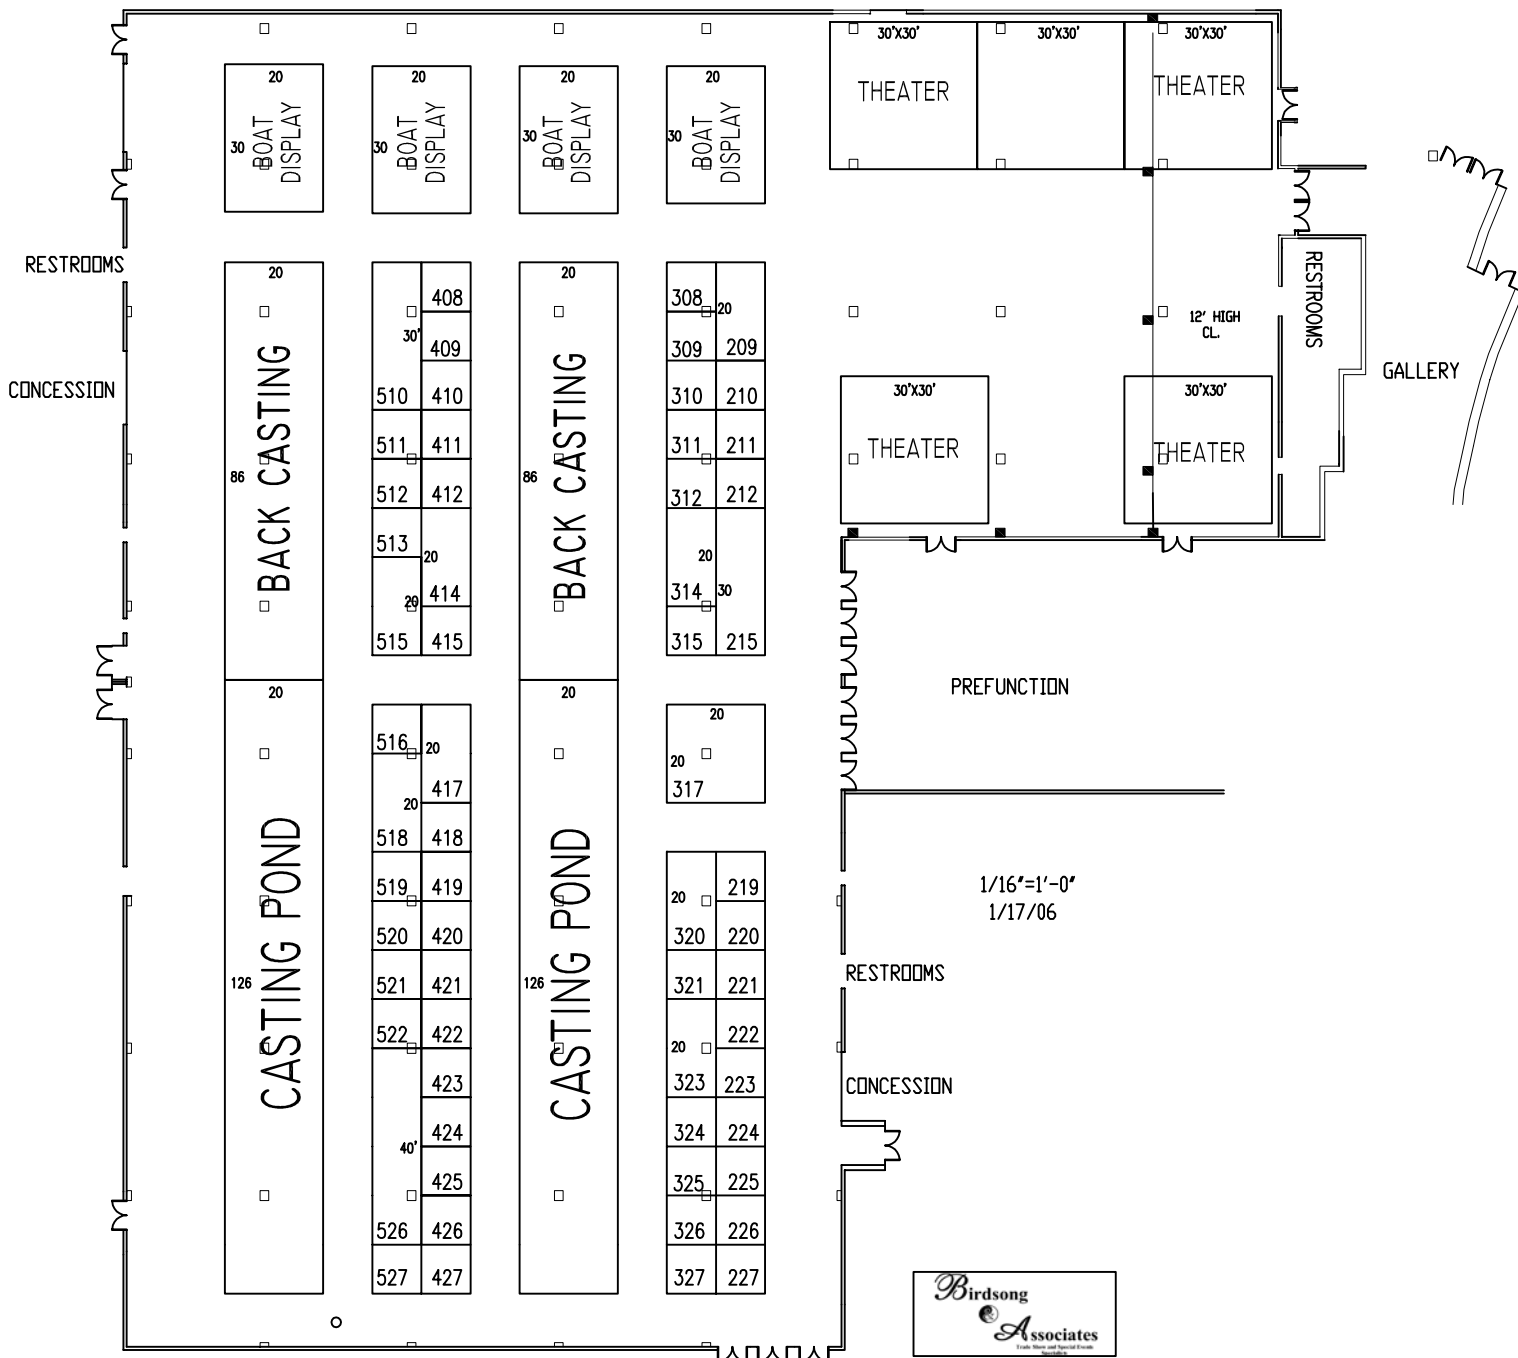 30'X30'
30'X30'
30'X30'
THEATER
THEATER
20
30
BOAT
DISPLAY
20
30
BOAT
DISPLAY
20
30
BOAT
DISPLAY
20
30
BOAT
DISPLAY
RESTROOMS
CONCESSION
20
86
BACK CASTING
20
126
CASTING POND
408
30'
409
510
410
511
411
512
412
513
20
20
414
515
415
516
20
417
20
518
418
519
419
520
420
521
421
522
422
423
424
40'
425
526
426
527
427
20
86
BACK CASTING
20
126
CASTING POND
308
20
309
209
310
210
311
211
312
212
20
314
30
315
215
20
20
317
20
219
320
220
321
221
222
20
323
223
324
224
325
225
326
226
327
227
12' HIGH
CL.
RESTROOMS
GALLERY
30'X30'
THEATER
30'X30'
THEATER
PREFUNCTION
1/16"=1'-0"
1/17/06
RESTROOMS
CONCESSION
Birdsong
&
Associates
Trade Show and Special Events
Specialists